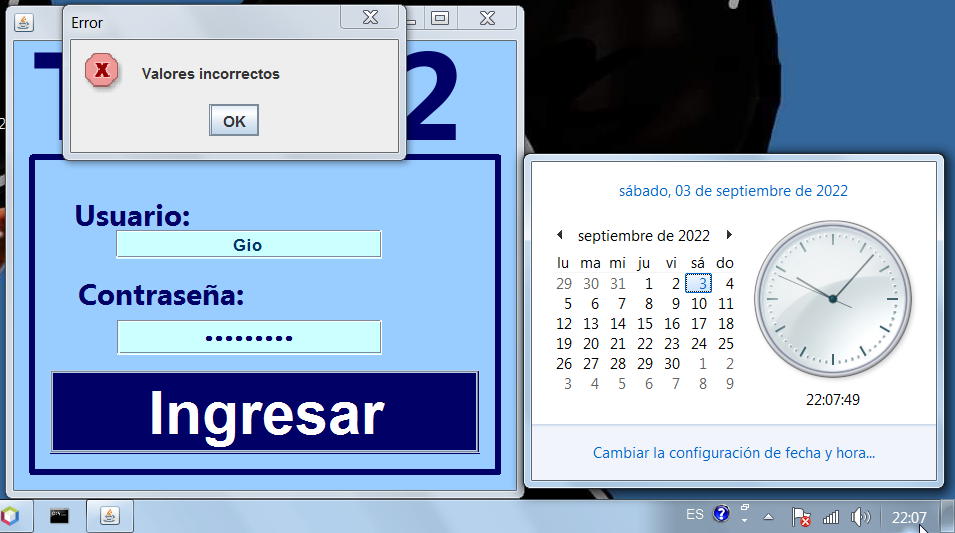 Error
Valores incorrectos
OK
T
2
2
Usuario:
Gio
Contraseña:
•••••••••
Ingresar
sábado, 03 de septiembre de 2022
septiembre de 2022
lu ma mi ju vi sá do
29 30 31 1 2 3 4
5 6 7 8 9 10 11
12 13 14 15 16 17 18
19 20 21 22 23 24 25
26 27 28 29 30 1 2
3 4 5 6 7 8 9
22:07:49
Cambiar la configuración de fecha y hora...
ES
22:07